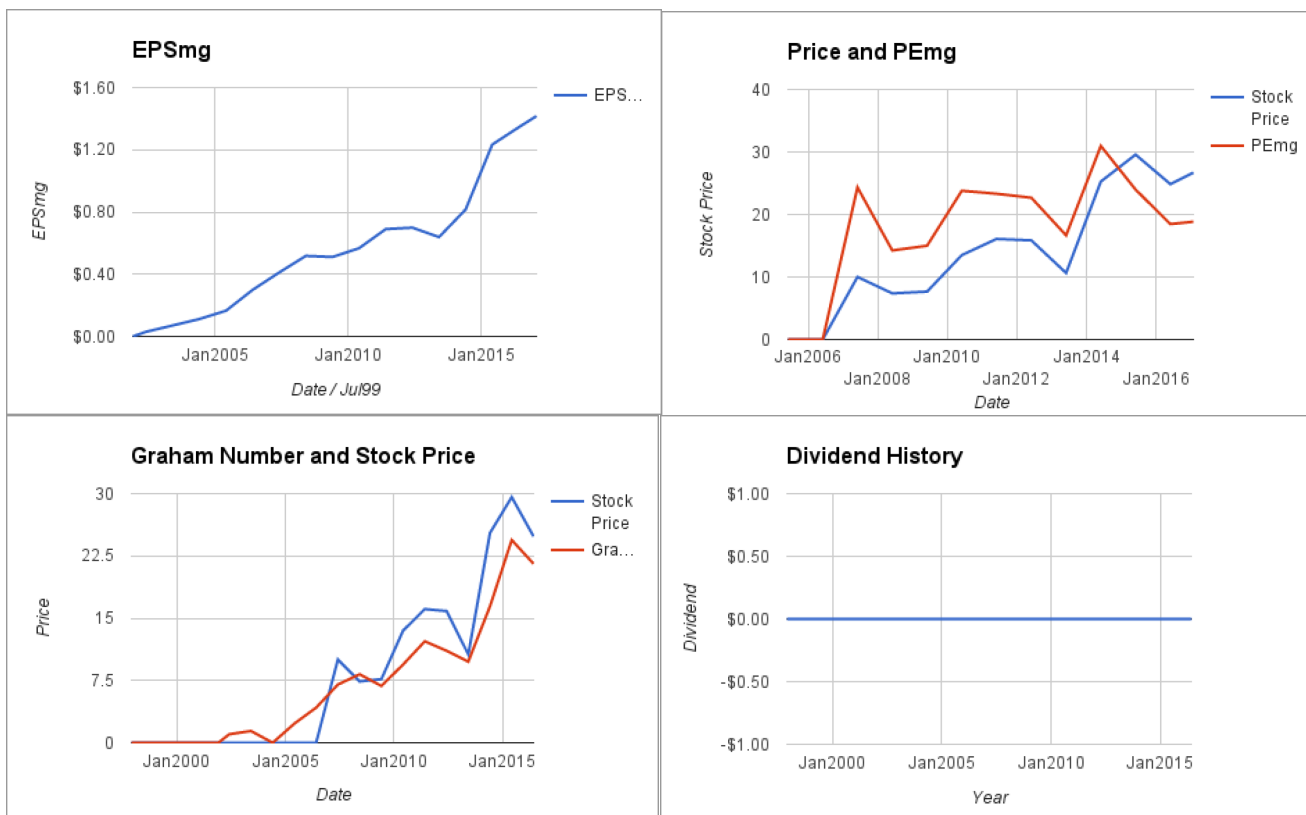 EPSmg
$1.60
$1.20
$0.80
$0.40
$0.00
EPSmg
Jan2005
Jan2010
Jan2015
Date / Jul99
EPS...
Price and PEmg
40
30
20
10
0
Stock Price
Jan2006
Jan2008
Jan2010
Jan2012
Jan2014
Jan2016
Date
Stock
Price
PEmg
Graham Number and Stock Price
30
22.5
15
7.5
0
Price
Jan2000
Jan2005
Jan2010
Jan2015
Date
Stock
Price
Gra...
Dividend History
$1.00
$0.50
$0.00
-$0.50
-$1.00
Dividend
Jan2000
Jan2005
Jan2010
Jan2015
Year